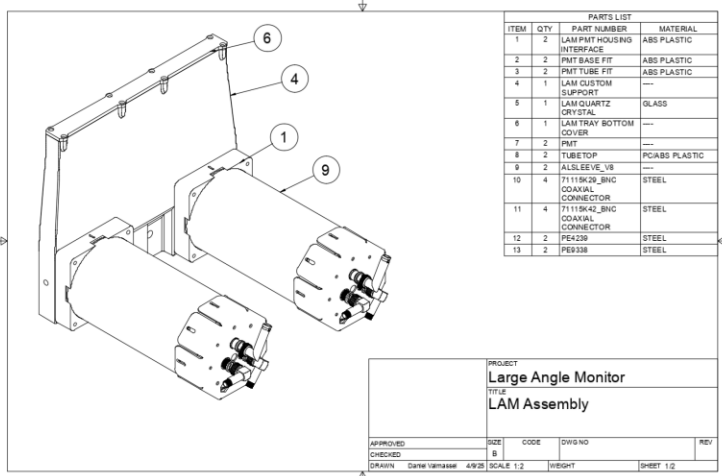 6
4
1
9
PARTS LIST
ITEM QTY PART NUMBER MATERIAL
1 2 LAM PMT HOUSING INTERFACE ABS PLASTIC
2 2 PMT BASE FIT ABS PLASTIC
3 2 PMT TUBE FIT ABS PLASTIC
4 1 LAM CUSTOM SUPPORT ----
5 1 LAM QUARTZ CRYSTAL GLASS
6 1 LAM TRAY BOTTOM COVER ----
7 2 PMT ----
8 2 TUBETOP PC/ABS PLASTIC
9 2 ALSLEEVE_V8 ----
10 4 71115K29_BNC COAXIAL CONNECTOR STEEL
11 4 71115K42_BNC COAXIAL CONNECTOR STEEL
12 2 PE4239 STEEL
13 2 PE9338 STEEL
PROJECT
Large Angle Monitor
TITLE
LAM Assembly
APPROVED SIZE CODE DWG NO REV
CHECKED B
DRAWN Daniel Valmassei 4/9/25 SCALE 1:2 WEIGHT SHEET 1/2